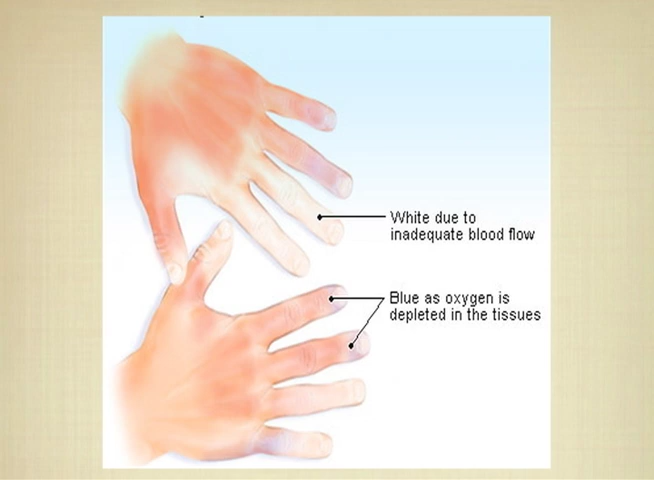 White due to
inadequate blood flow
Blue as oxygen is
depleted in the tissues